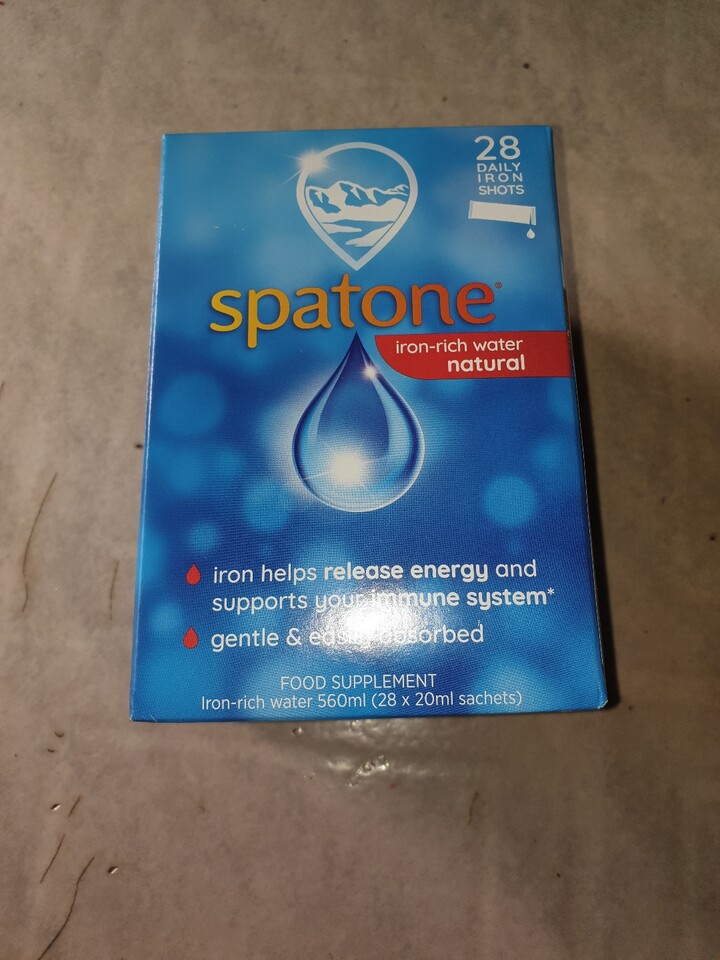 28
DAILY
IRON
SHOTS
spatone®
iron-rich water
natural
iron helps release energy and
supports your immune system*
gentle & easily absorbed
FOOD SUPPLEMENT
Iron-rich water 560ml (28 x 20ml sachets)